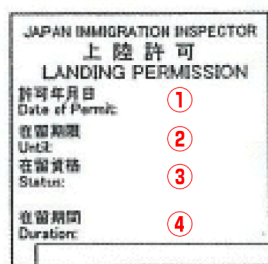 JAPAN IMMIGRATION INSPECTOR
上陸許可
LANDING PERMISSION
許可年月日
Date of Permit: ①
在留期限
Until: ②
在留資格
Status: ③
在留期間
Duration: ④